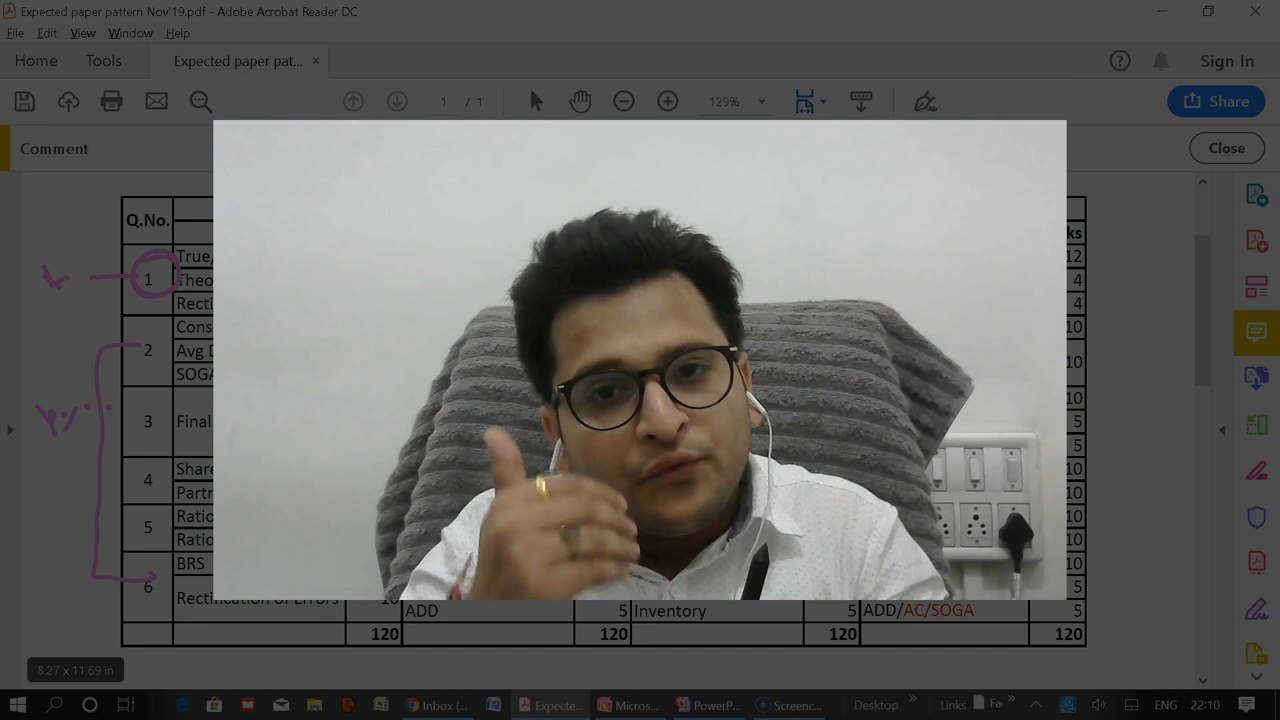 Expected paper pattern Nov'19.pdf - Adobe Acrobat Reader DC
File Edit View Window Help
Home Tools Expected paper pat... × Sign In
1 / 1 129% Share
Comment Close
Q.No.
ks
True/ 12
1 Theo 4
Recti 4
Cons 10
2 Avg D 10
SOGA
10
3 Final 5
5
Share 10
4
Partn 10
Ratio 10
5
Ratio 10
BRS 10
6 5
Rectification of Errors 10 ADD 5 Inventory 5 ADD/AC/SOGA 5
120 120 120 120
8.27 x 11.69 in
Inbox ( Expecte... Micros... PowerP... Screenc... Desktop » Links Fa » ENG 22:10